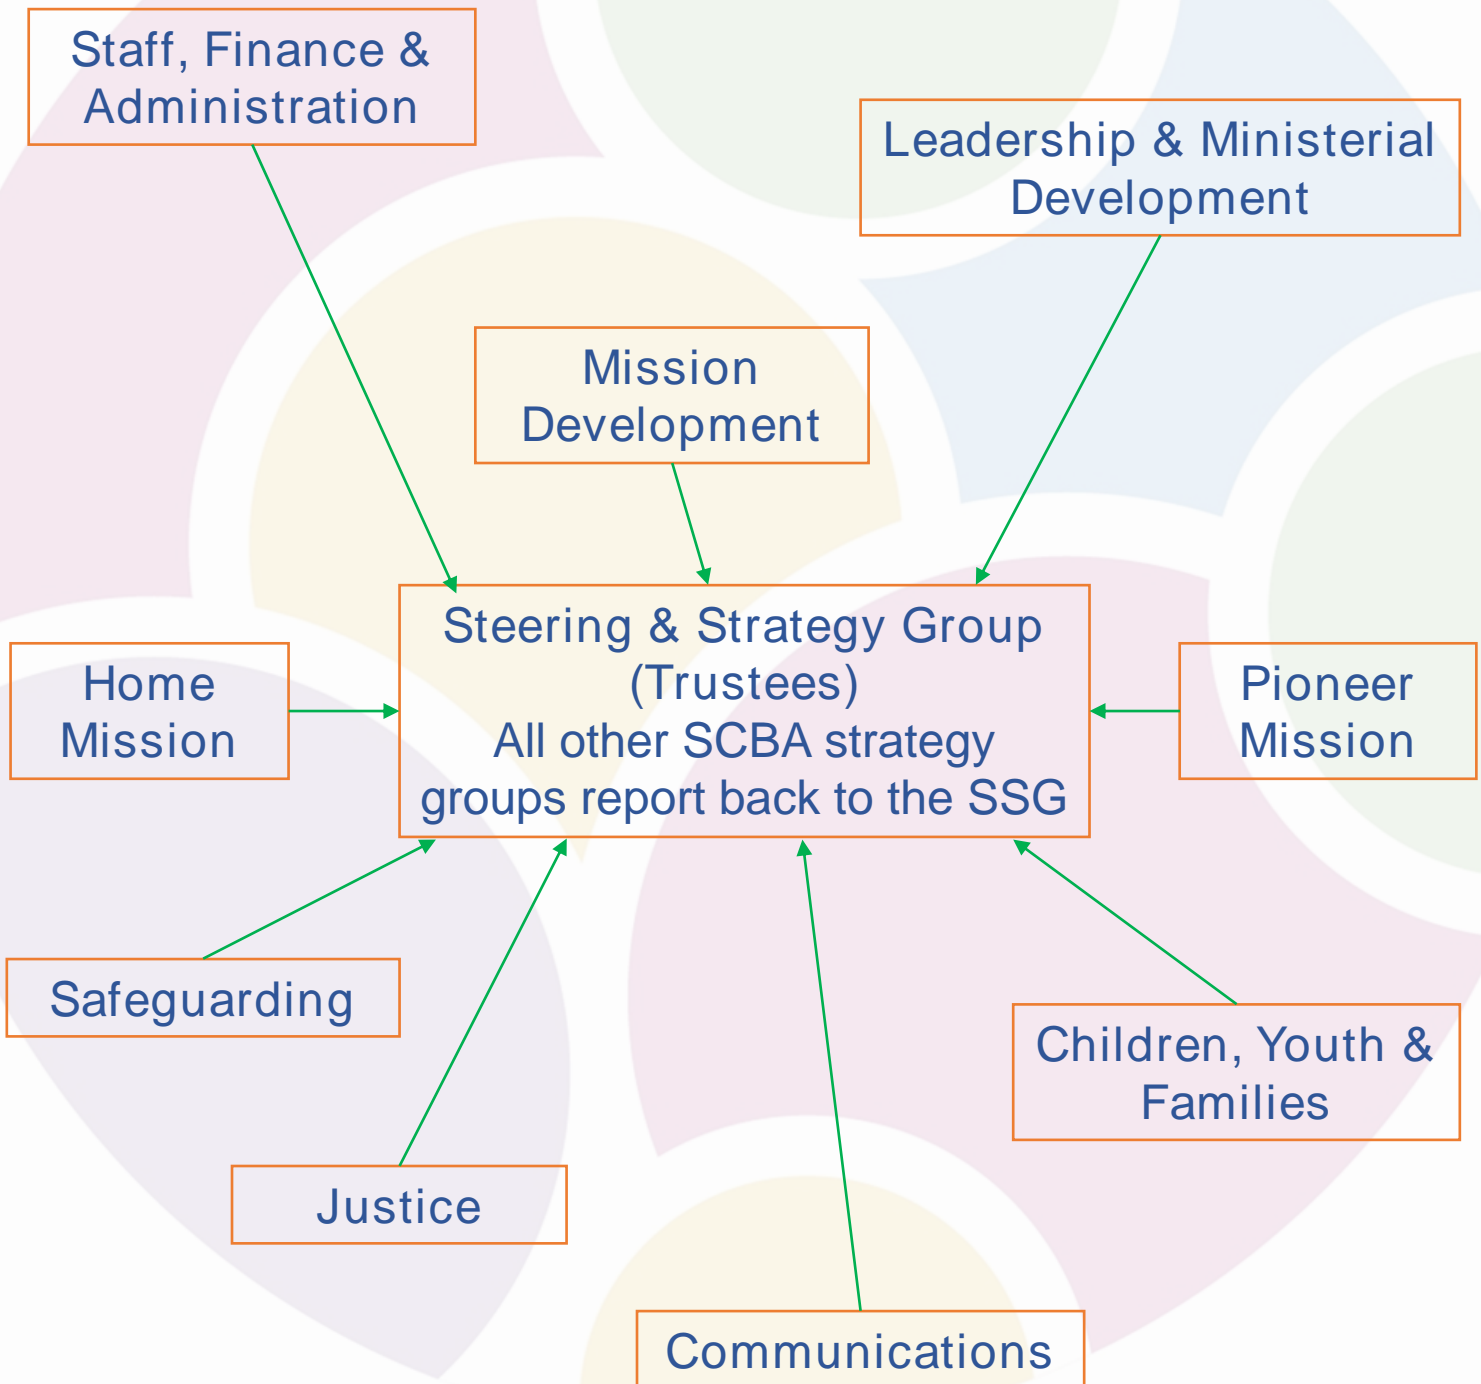 Staff, Finance &
Administration
Leadership & Ministerial
Development
Mission
Development
Steering & Strategy Group
(Trustees)
All other SCBA strategy
groups report back to the SSG
Home
Mission
Pioneer
Mission
Safeguarding
Children, Youth &
Families
Justice
Communications